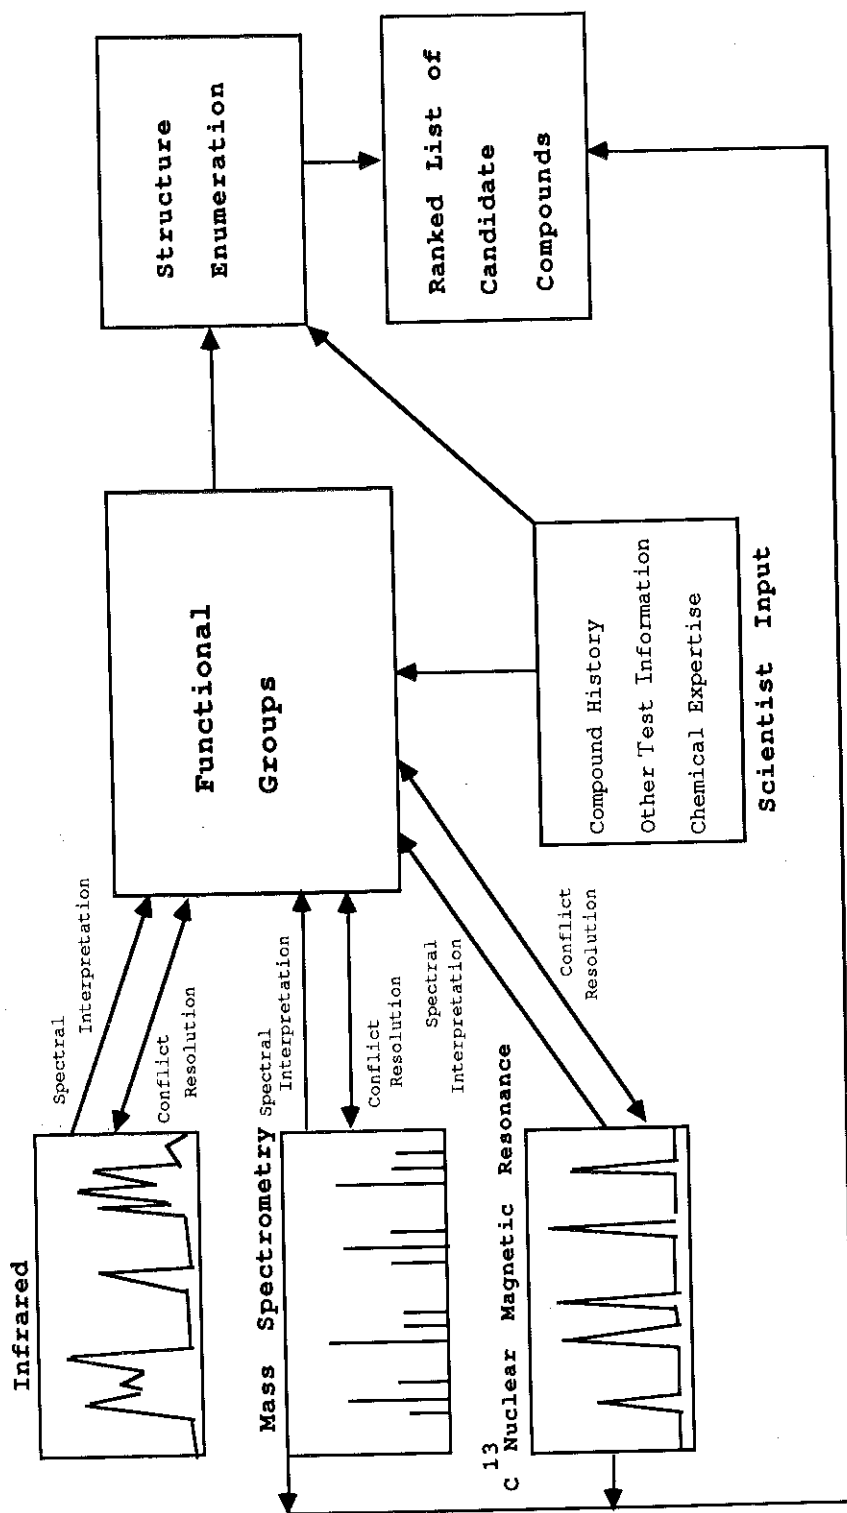 Infrared
Spectral
Interpretation
Conflict
Resolution
Mass Spectrometry
Spectral
Interpretation
Conflict
Resolution
C 13 Nuclear Magnetic Resonance
Spectral
Interpretation
Conflict
Resolution
Functional
Groups
Compound History
Other Test Information
Chemical Expertise
Scientist Input
Structure
Enumeration
Ranked List of
Candidate
Compounds